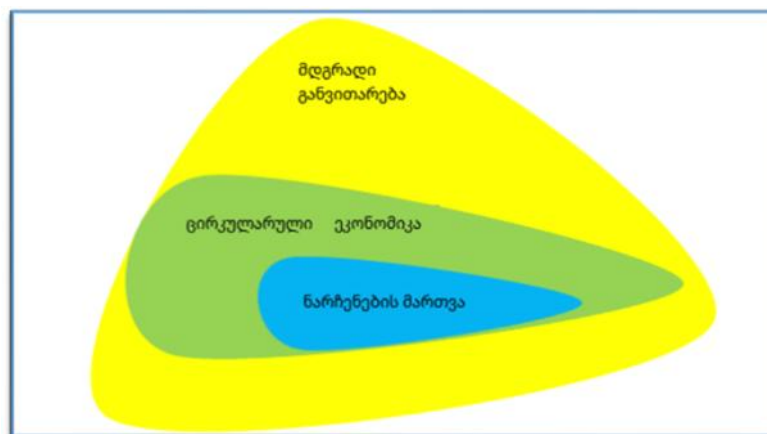 მდგრადი
განვითარება
ცირკულარული ეკონომიკა
ნარჩენების მართვა